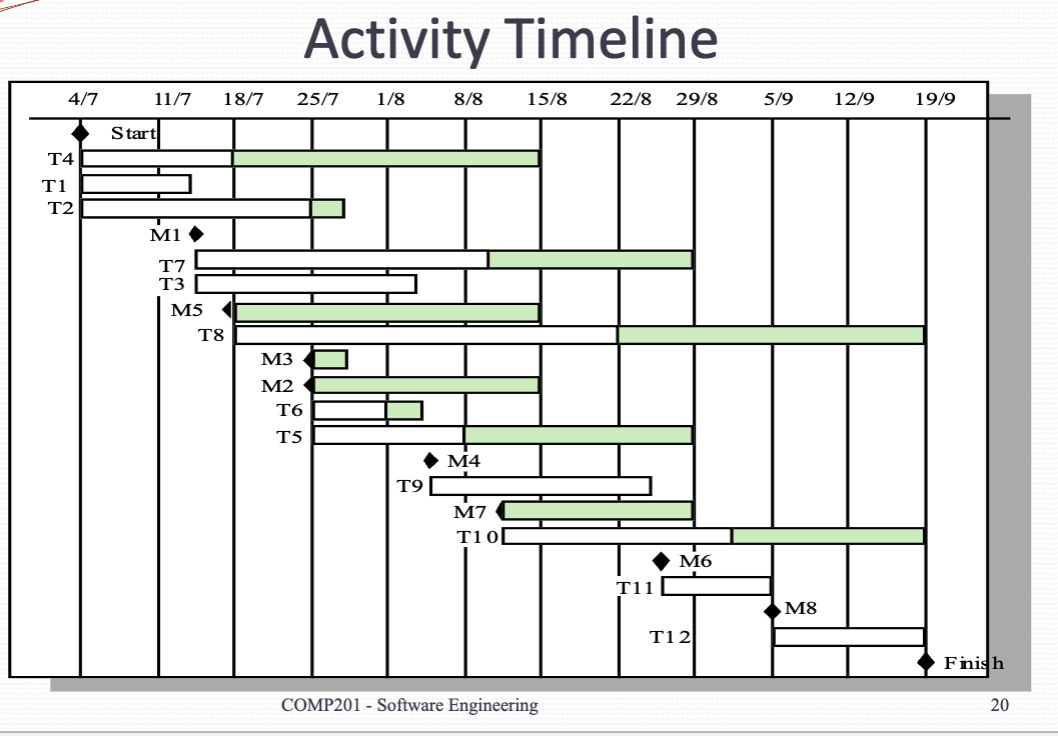 Activity Timeline
4/7 11/7 18/7 25/7 1/8 8/8 15/8 22/8 29/8 5/9 12/9 19/9
Start
T4
T1
T2
M1
T7
T3
M5
T8
M3
M2
T6
T5
M4
T9
M7
T10
M6
T11
M8
T12
Finish
COMP201 - Software Engineering 20